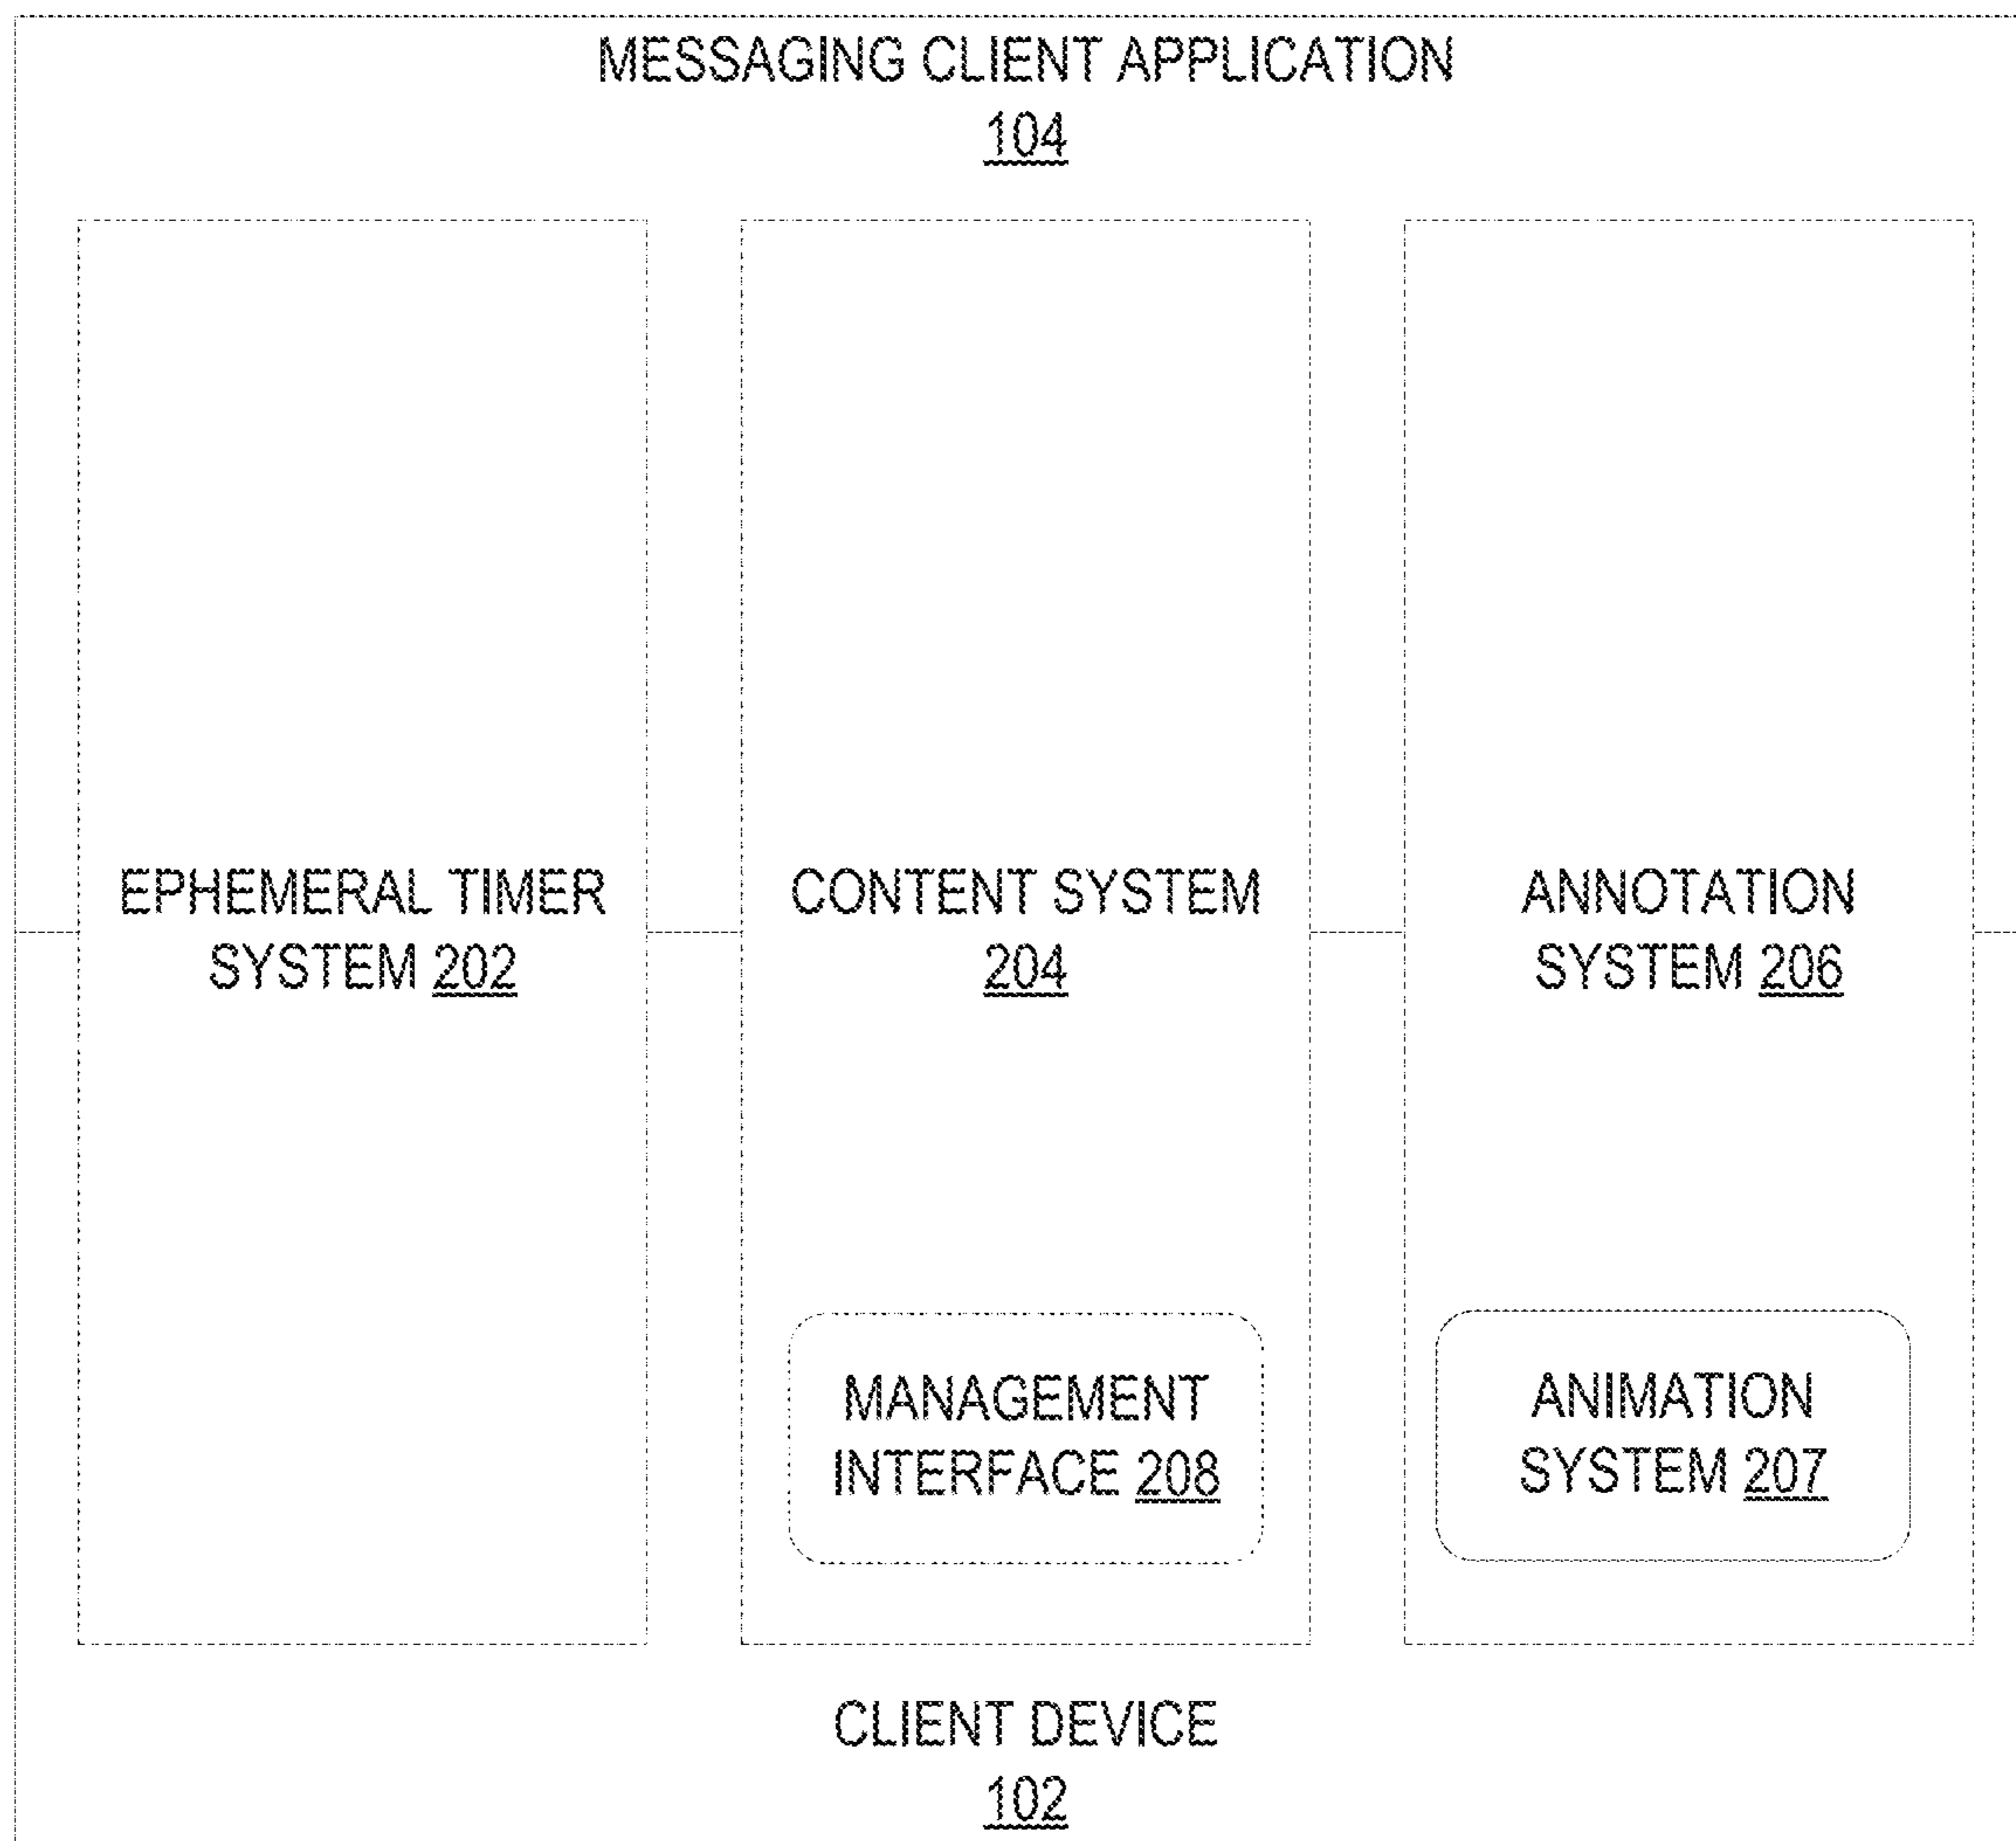 MESSAGING CLIENT APPLICATION
104
EPHEMERAL TIMER
SYSTEM 202
CONTENT SYSTEM
204
ANNOTATION
SYSTEM 206
MANAGEMENT
INTERFACE 208
ANIMATION
SYSTEM 207
CLIENT DEVICE
102